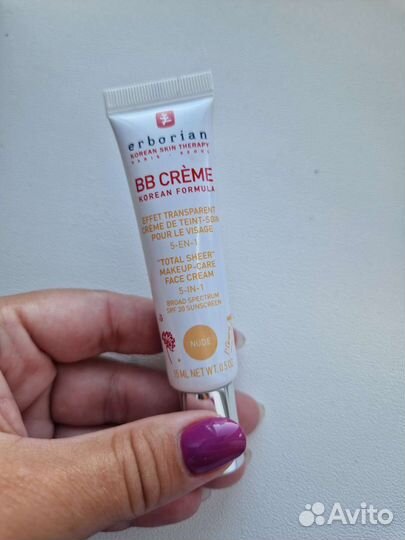 erborian
KOREAN SKIN THERAPY
PARIS - SEOUL
BB CRÈME
KOREAN FORMULA
EFFET TRANSPARENT
CRÈME DE TEINT-SOIN
POUR LE VISAGE
5-EN-1
"TOTAL SHEER"
MAKEUP-CARE
FACE CREAM
5-IN-1
BROAD SPECTRUM
SPF 20 SUNSCREEN
NUDE
15 ML NET WT. 0.5 OZ
Avito